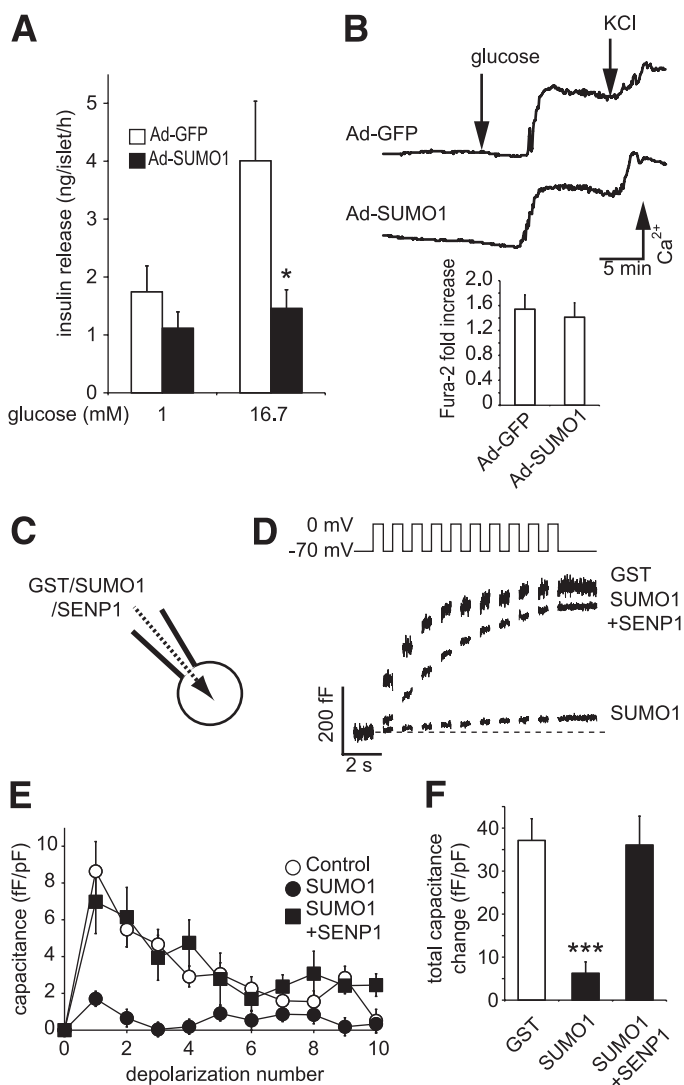 A
insulin release (ng/islet/h)
5
4
3
2
1
0
Ad-GFP
Ad-SUMO1
*
glucose (mM)
1
16.7
B
glucose
KCl
Ad-GFP
Ad-SUMO1
5 min
Ca2+
Fura-2 fold increase
2.0
1.6
1.2
0.8
0.4
0
Ad-GFP
Ad-SUMO1
C
GST/SUMO1
/SENP1
D
0 mV
-70 mV
GST
SUMO1
+SENP1
SUMO1
200 fF
2 s
E
capacitance (fF/pF)
10
8
6
4
2
0
Control
SUMO1
SUMO1
+SENP1
0
2
4
6
8
10
depolarization number
F
total capacitance
change (fF/pF)
40
30
20
10
0
***
GST
SUMO1
SUMO1
+SENP1